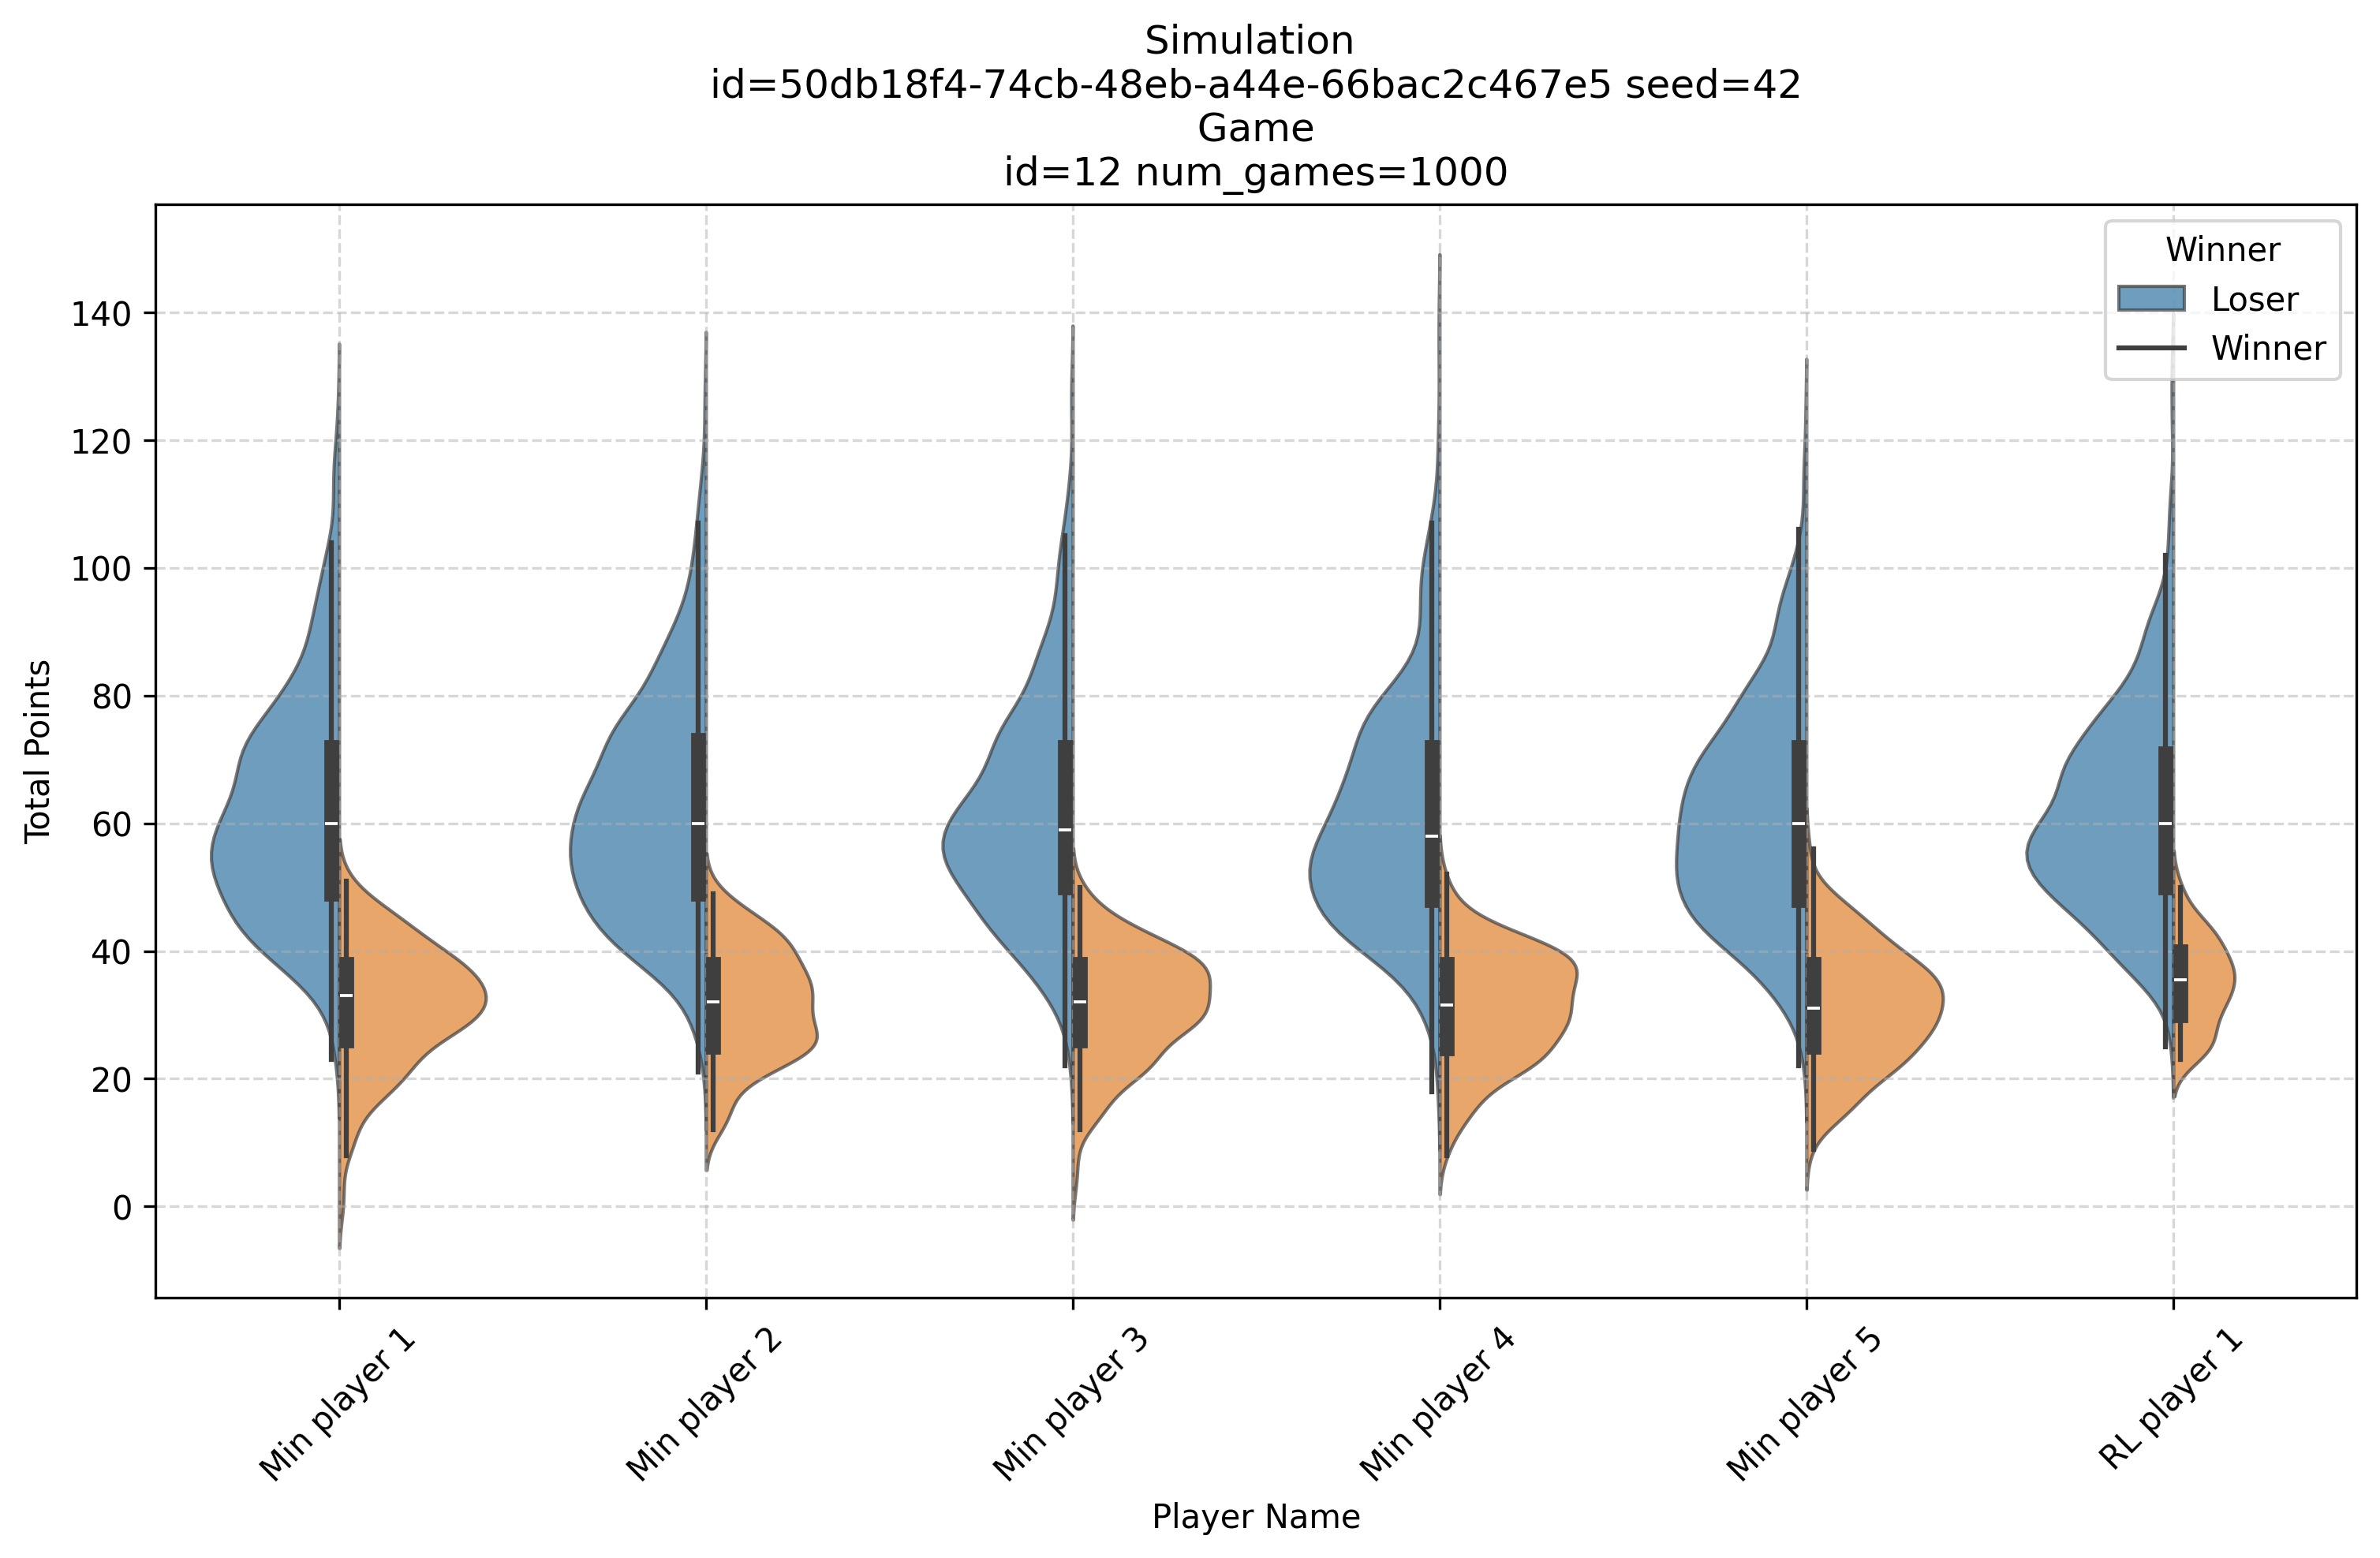 Simulation
id=50db18f4-74cb-48eb-a44e-66bac2c467e5 seed=42
Game
id=12 num_games=1000
Winner
Loser
Winner
140
120
100
80
60
40
20
0
Total Points
Min player 1
Min player 2
Min player 3
Min player 4
Min player 5
RL player 1
Player Name